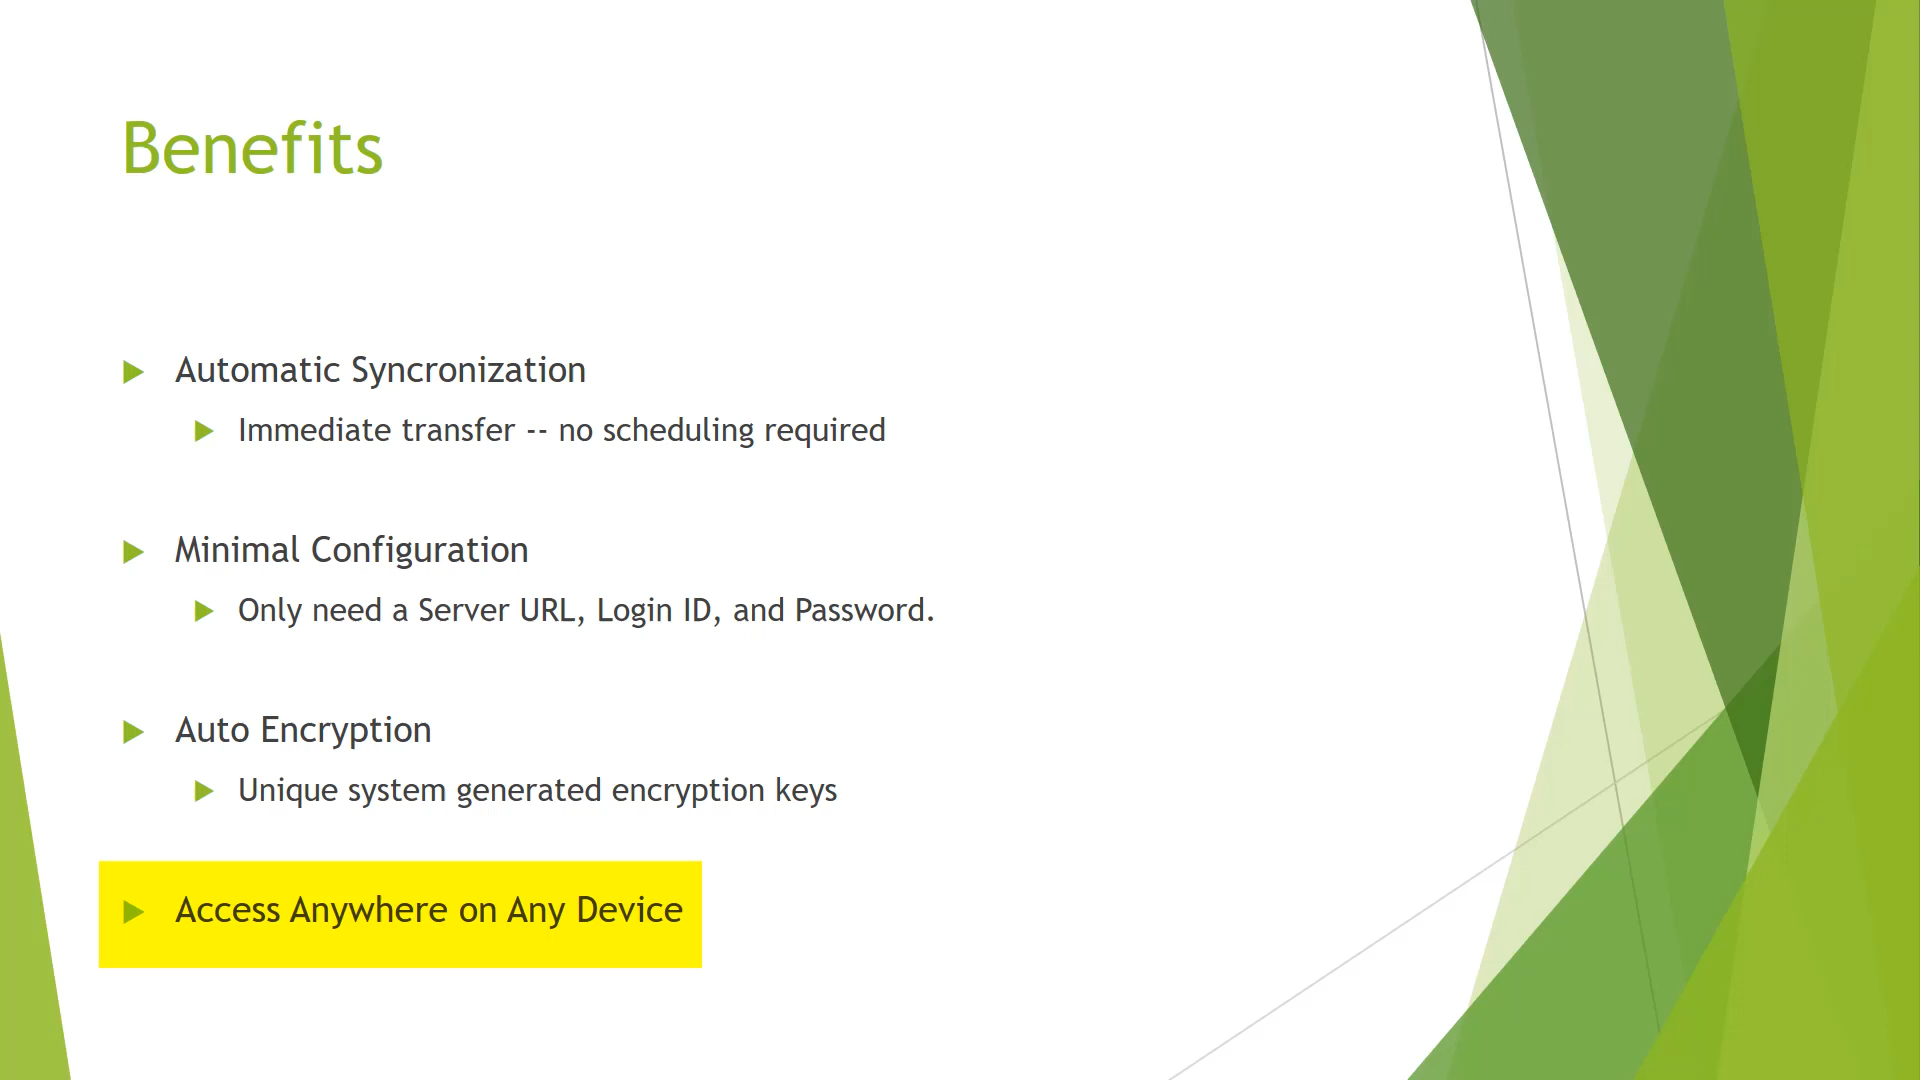 Benefits
Automatic Syncronization
Immediate transfer -- no scheduling required
Minimal Configuration
Only need a Server URL, Login ID, and Password.
Auto Encryption
Unique system generated encryption keys
Access Anywhere on Any Device